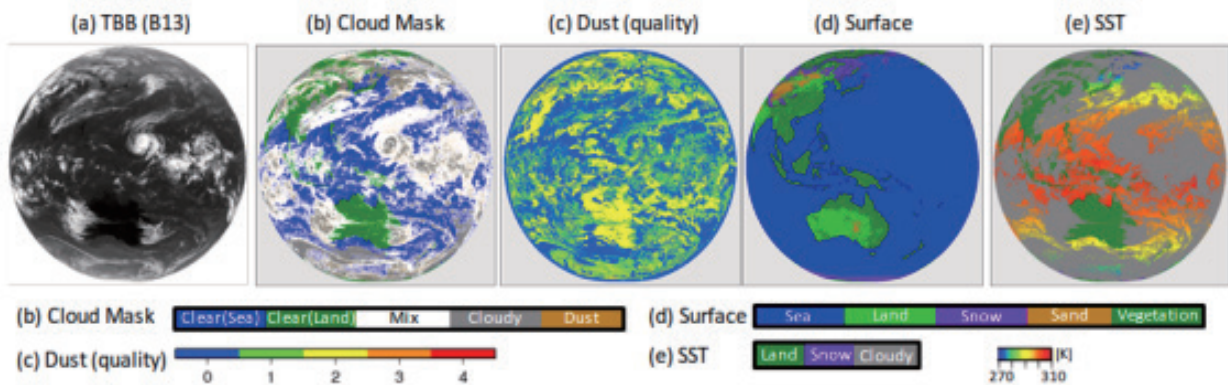 (a) TBB (B13) (b) Cloud Mask (c) Dust (quality) (d) Surface (e) SST
(b) Cloud Mask Clear(Sea) Clear(Land) Mix Cloudy Dust
(d) Surface Sea Land Snow Sand Vegetation
(c) Dust (quality)
0 1 2 3 4
(e) SST Land Snow Cloudy
[K]
270 310